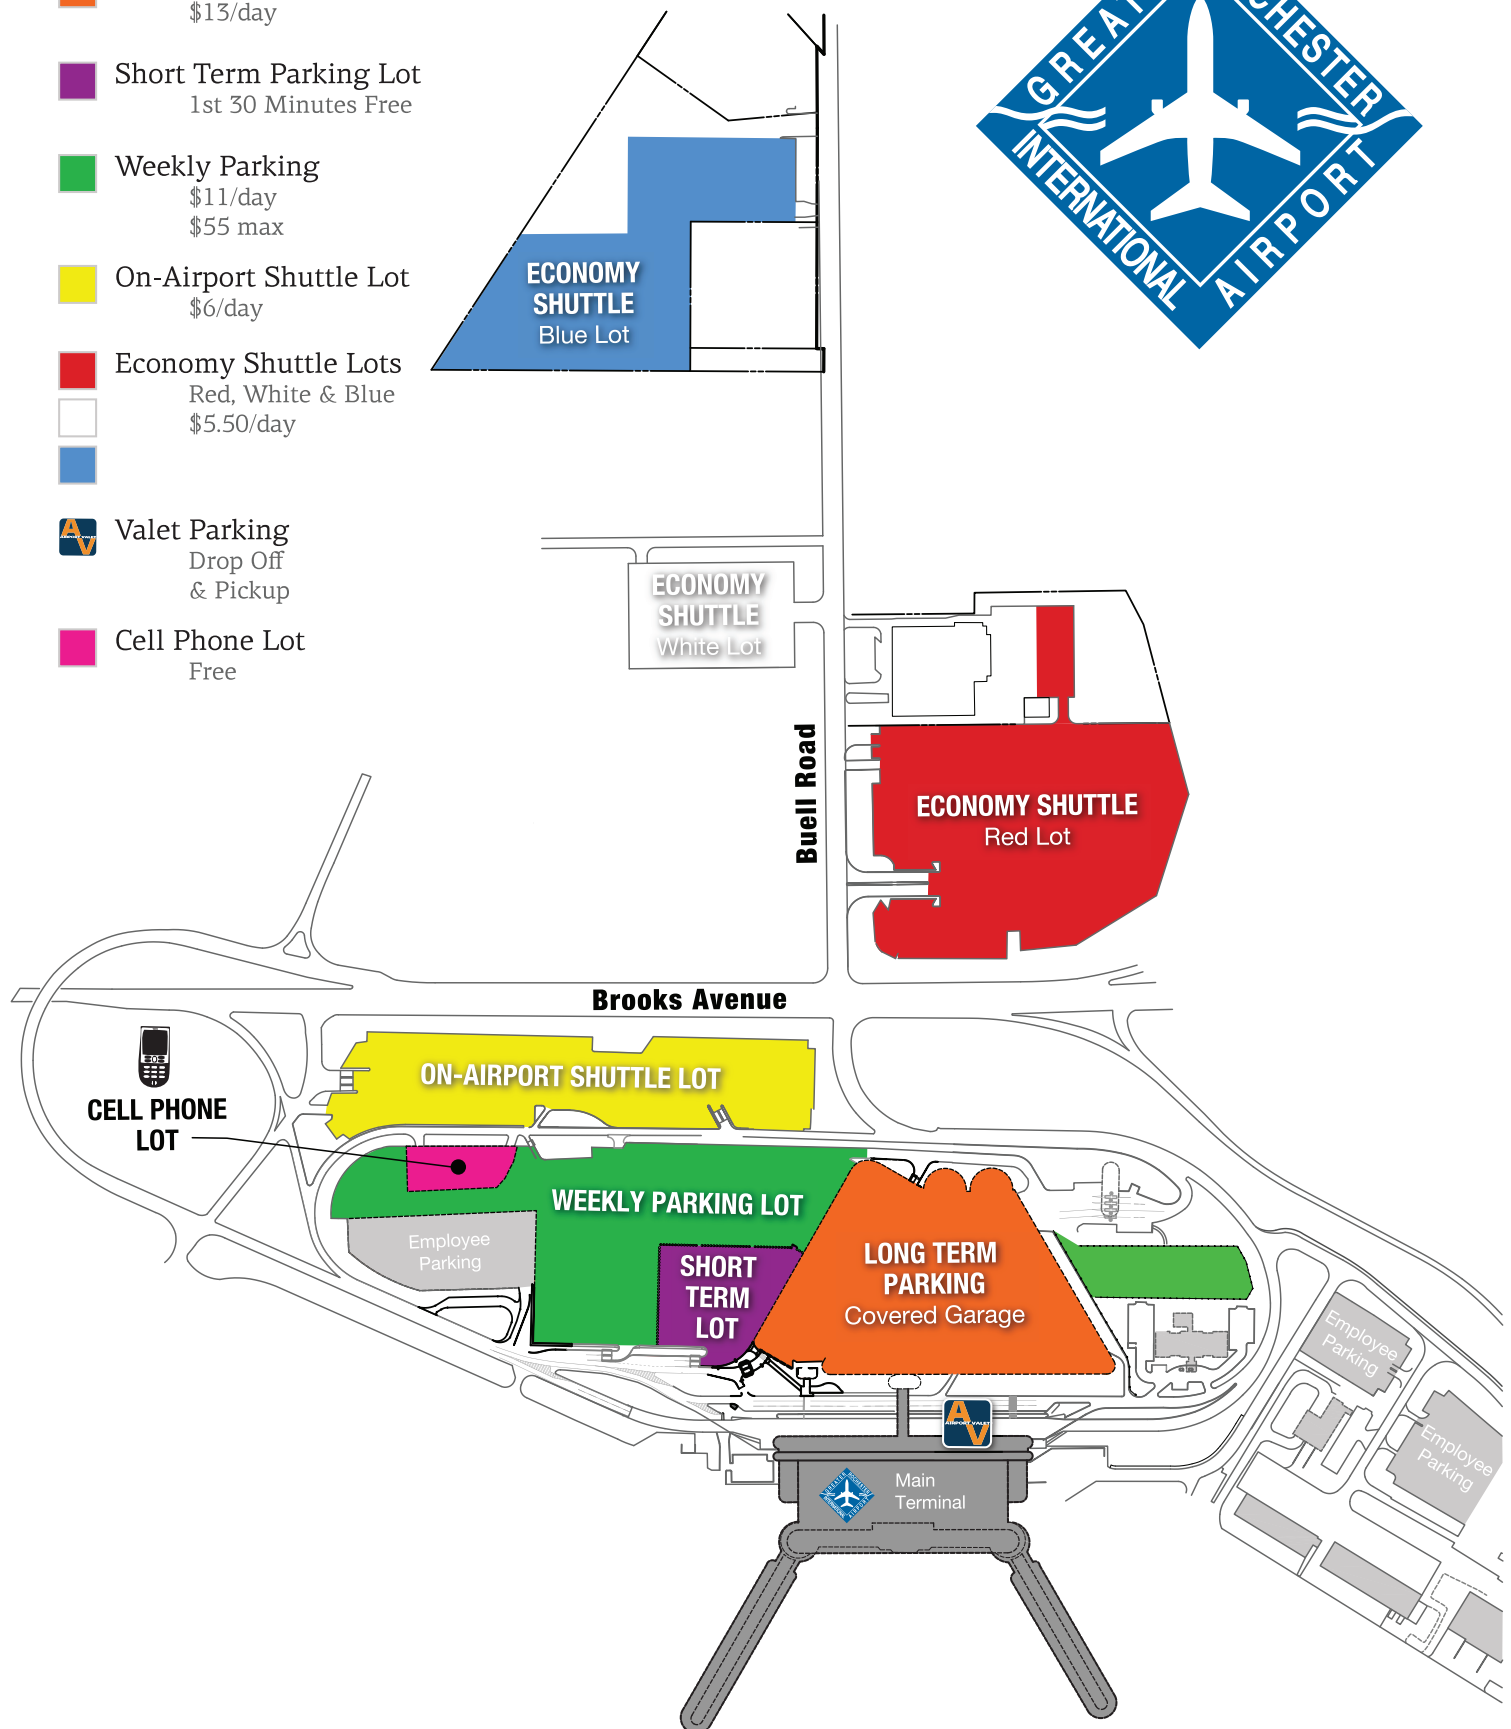 $13/day
Short Term Parking Lot
1st 30 Minutes Free
Weekly Parking
$11/day
$55 max
On-Airport Shuttle Lot
$6/day
Economy Shuttle Lots
Red, White & Blue
$5.50/day
Valet Parking
Drop Off
& Pickup
Cell Phone Lot
Free
INTERNATIONAL
AIRPORT
ECONOMY
SHUTTLE
Blue Lot
ECONOMY
SHUTTLE
White Lot
Buell Road
ECONOMY SHUTTLE
Red Lot
Brooks Avenue
CELL PHONE
LOT
ON-AIRPORT SHUTTLE LOT
WEEKLY PARKING LOT
Employee
Parking
SHORT
TERM
LOT
LONG TERM
PARKING
Covered Garage
Employee
Parking
Employee
Parking
AV
AIRPORT VALET
Main
Terminal